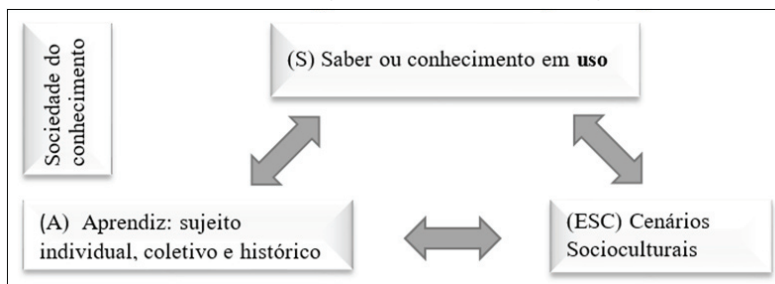 Sociedade do
conhecimento
(S) Saber ou conhecimento em uso
(A) Aprendiz: sujeito
individual, coletivo e histórico
(ESC) Cenários
Socioculturais